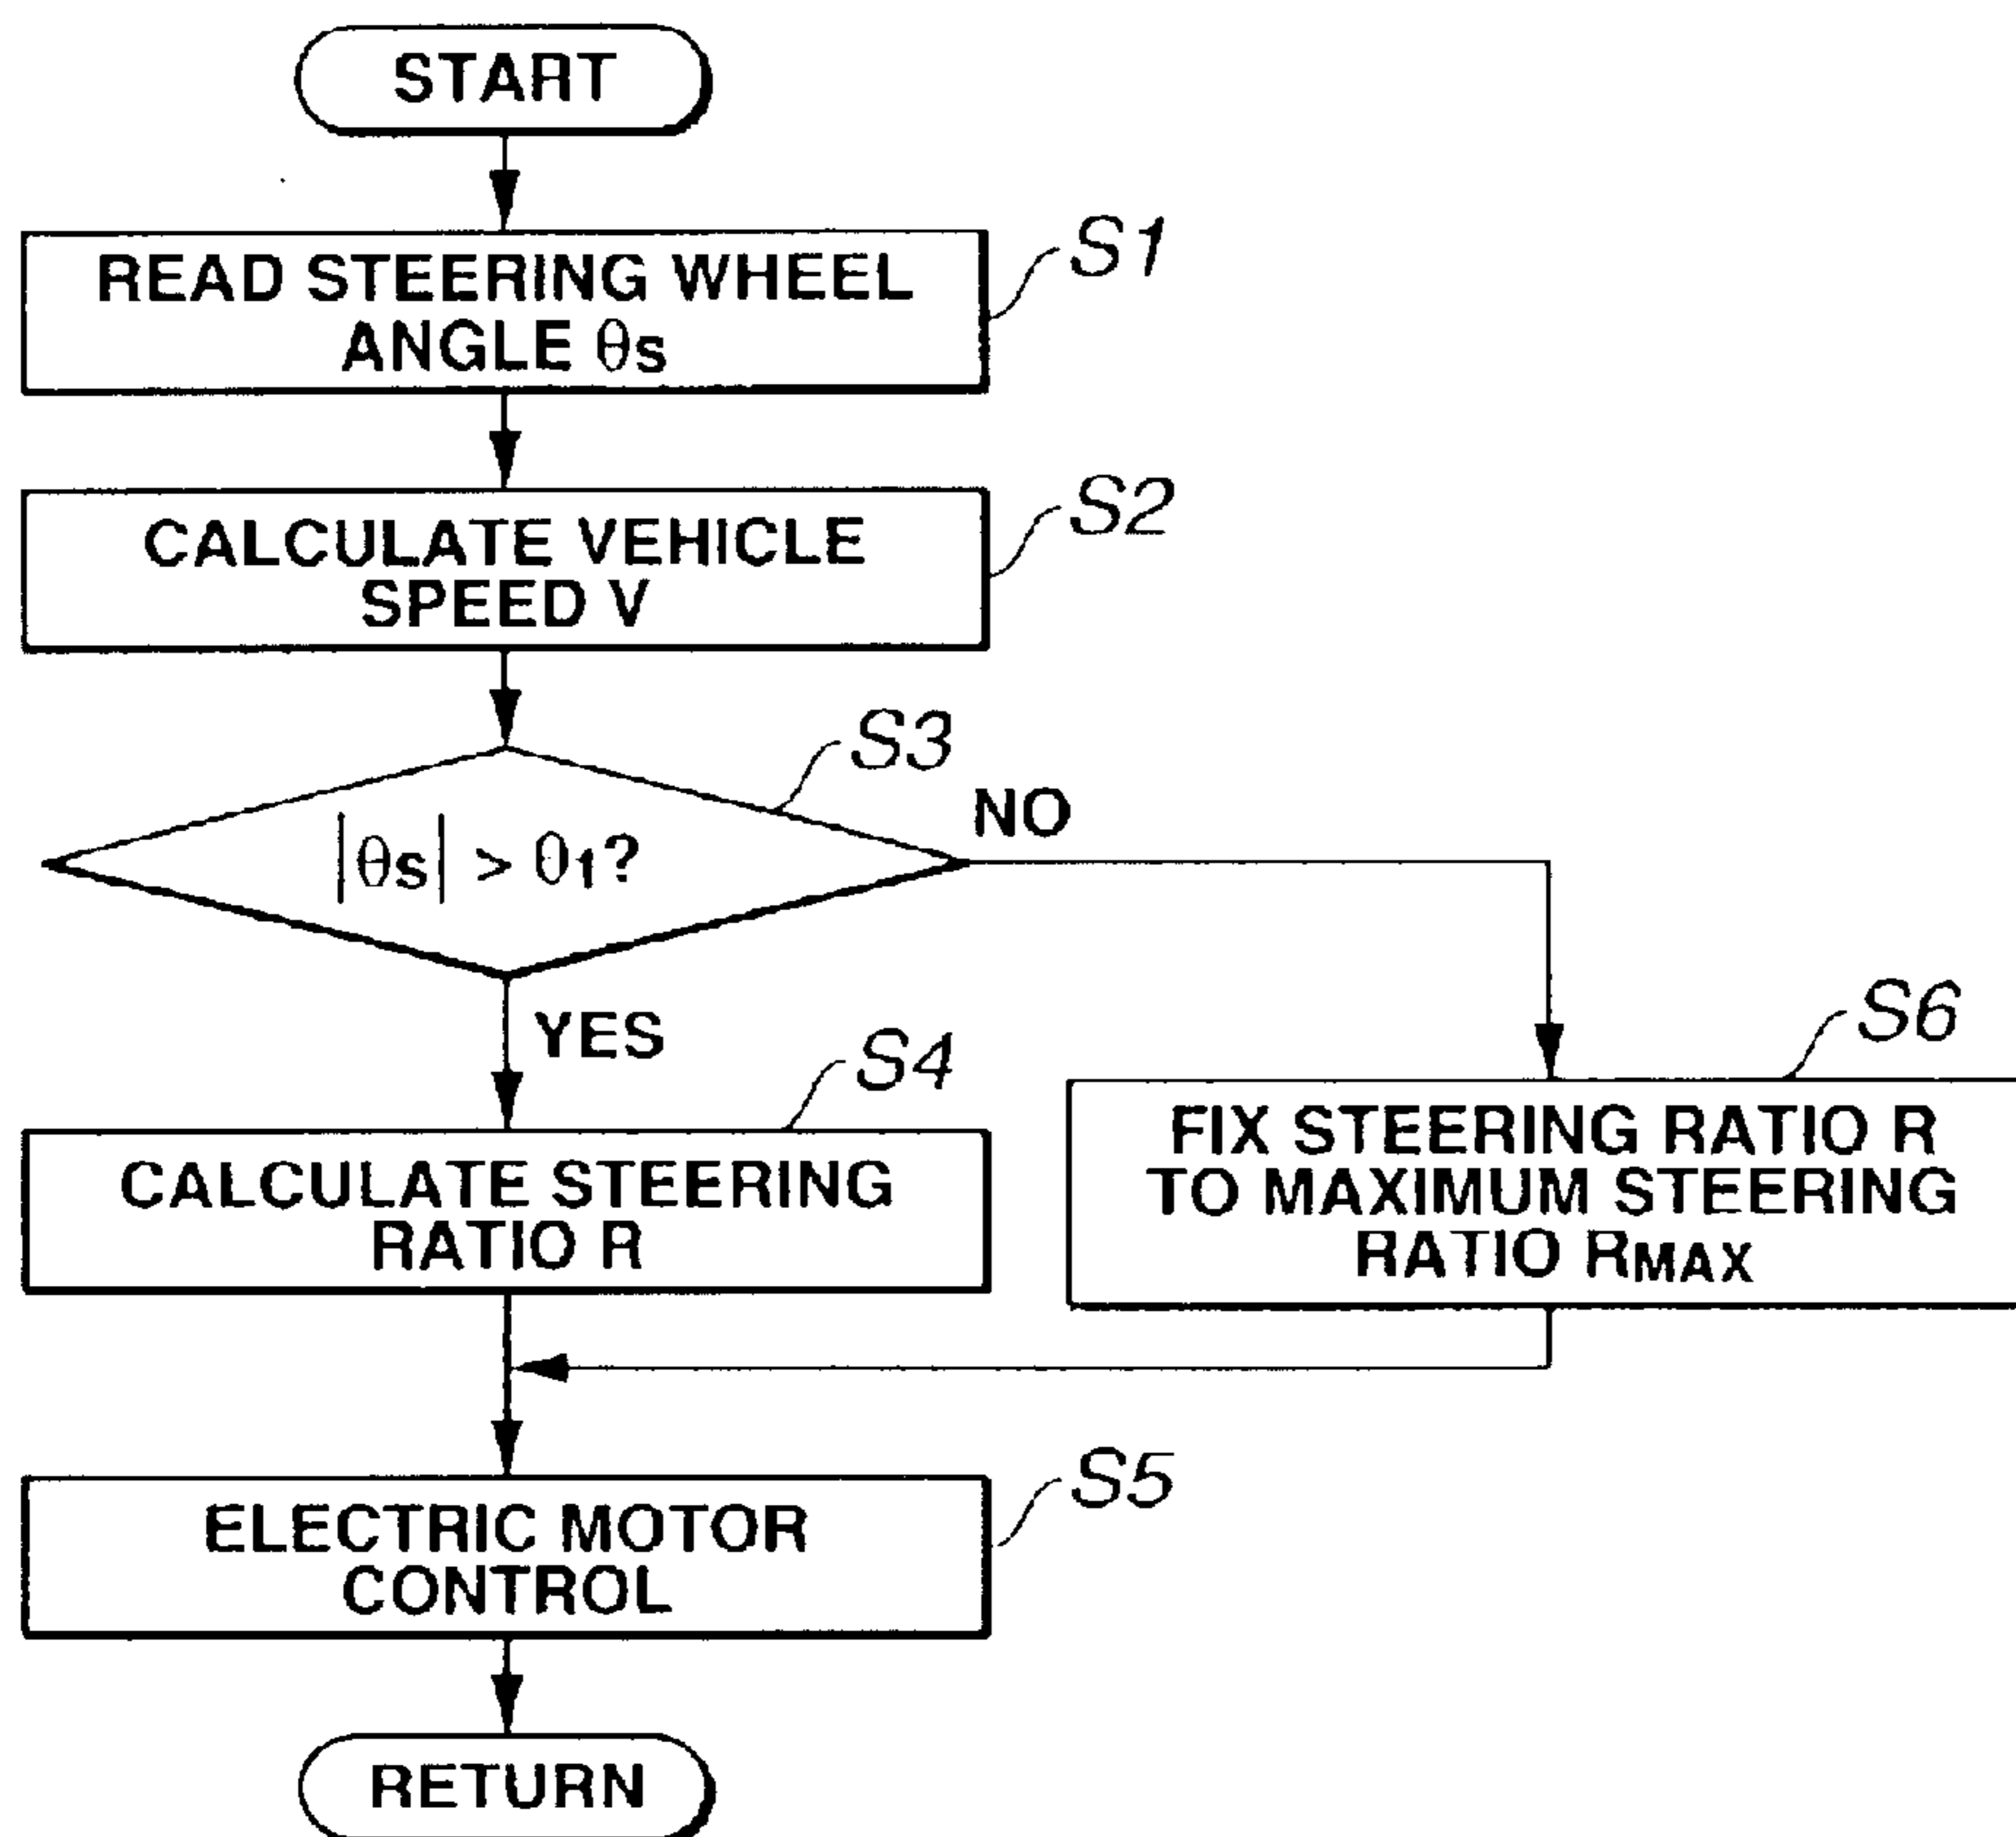 START
READ STEERING WHEEL
ANGLE θs
S1
CALCULATE VEHICLE
SPEED V
S2
S3
|θs| > θ1?
NO
YES
S4
CALCULATE STEERING
RATIO R
S6
FIX STEERING RATIO R
TO MAXIMUM STEERING
RATIO RMAX
ELECTRIC MOTOR
CONTROL
S5
RETURN